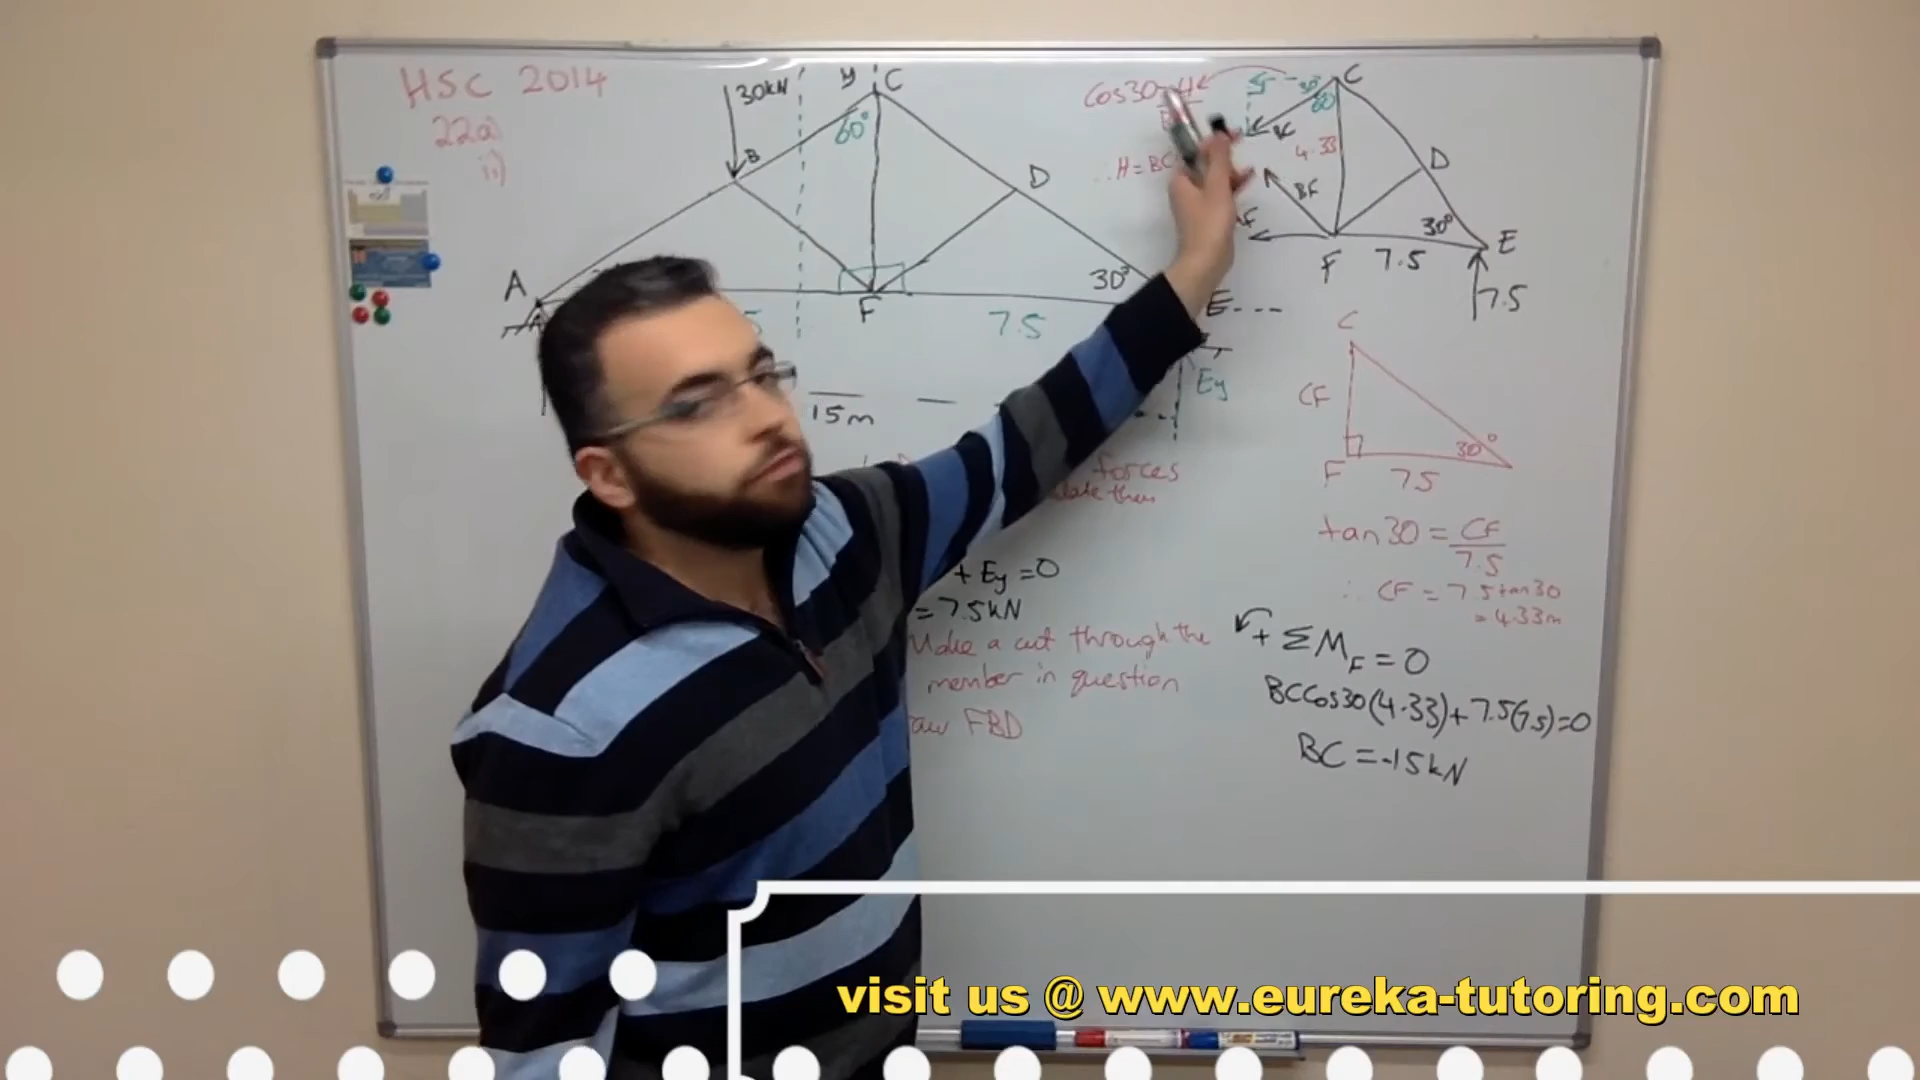 HSC 2014
22a)
ii)
30kN
y
C
60°
B
D
A
F
30°
7.5
E
Ey
15m
Cos30 = H
∴ H = BC
C
30°
60
BC
4.33
BF
D
30°
E
F
7.5
7.5
C
CF
F
30°
7.5
tan30 = CF
7.5
∴ CF = 7.5tan30
= 4.33m
forces
+ Ey = 0
= 7.5kN
Make a cut through the
member in question
FBD
+ ΣM F = 0
BCCos30(4.33) + 7.5(7.5) = 0
BC = -15kN
visit us @ www.eureka-tutoring.com